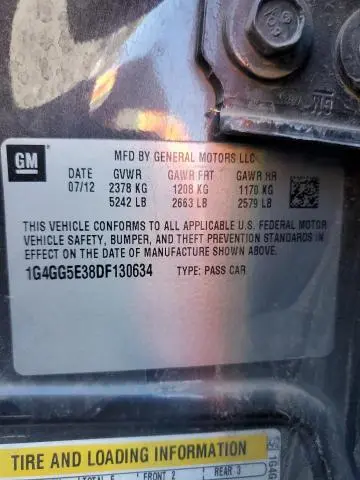 GM
MFD BY GENERAL MOTORS LLC
DATE GVWR GAWR FRT GAWR RR
07/12 2378 KG 1208 KG 1170 KG
5242 LB 2663 LB 2579 LB
THIS VEHICLE CONFORMS TO ALL APPLICABLE U.S. FEDERAL MOTOR
VEHICLE SAFETY, BUMPER, AND THEFT PREVENTION STANDARDS IN
EFFECT ON THE DATE OF MANUFACTURE SHOWN ABOVE.
1G4GG5E38DF130634 TYPE: PASS CAR
TIRE AND LOADING INFORMATION
FRONT 2 REAR 3